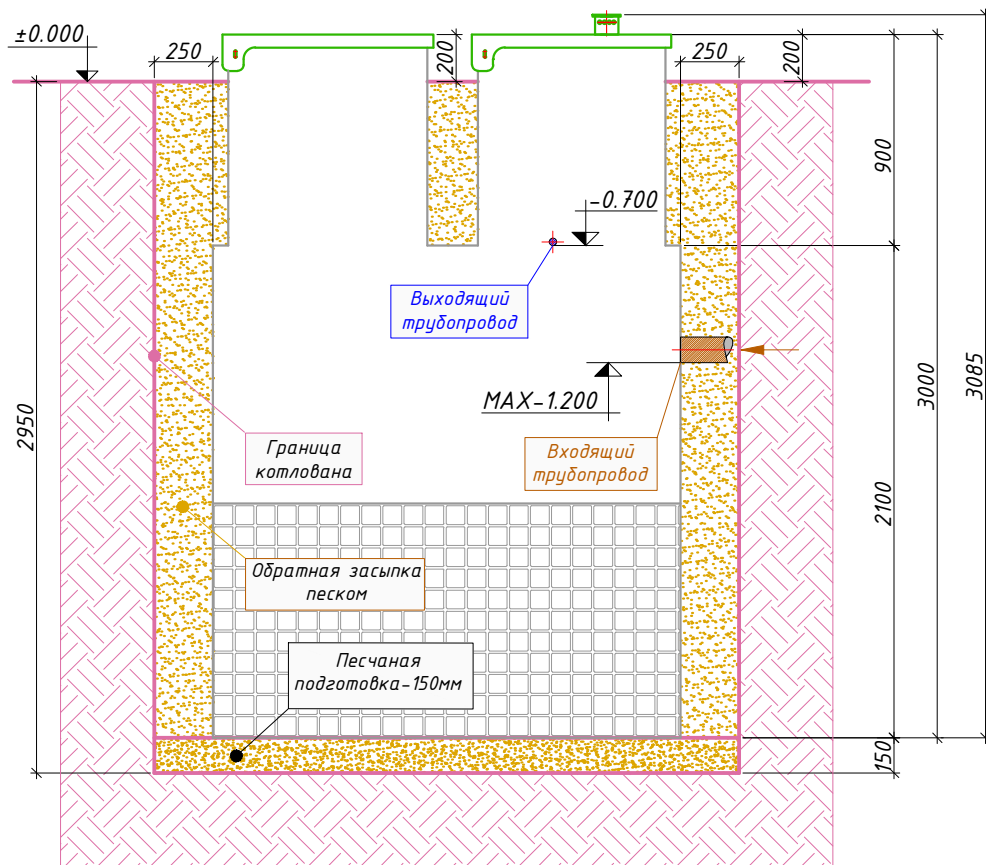 ±0.000
250
200
250
200
3085
900
-0.700
Выходящий
трубопровод
3000
MAX-1.200
2950
Граница
котлована
Входящий
трубопровод
2100
Обратная засыпка
песком
Песчаная
подготовка-150мм
150